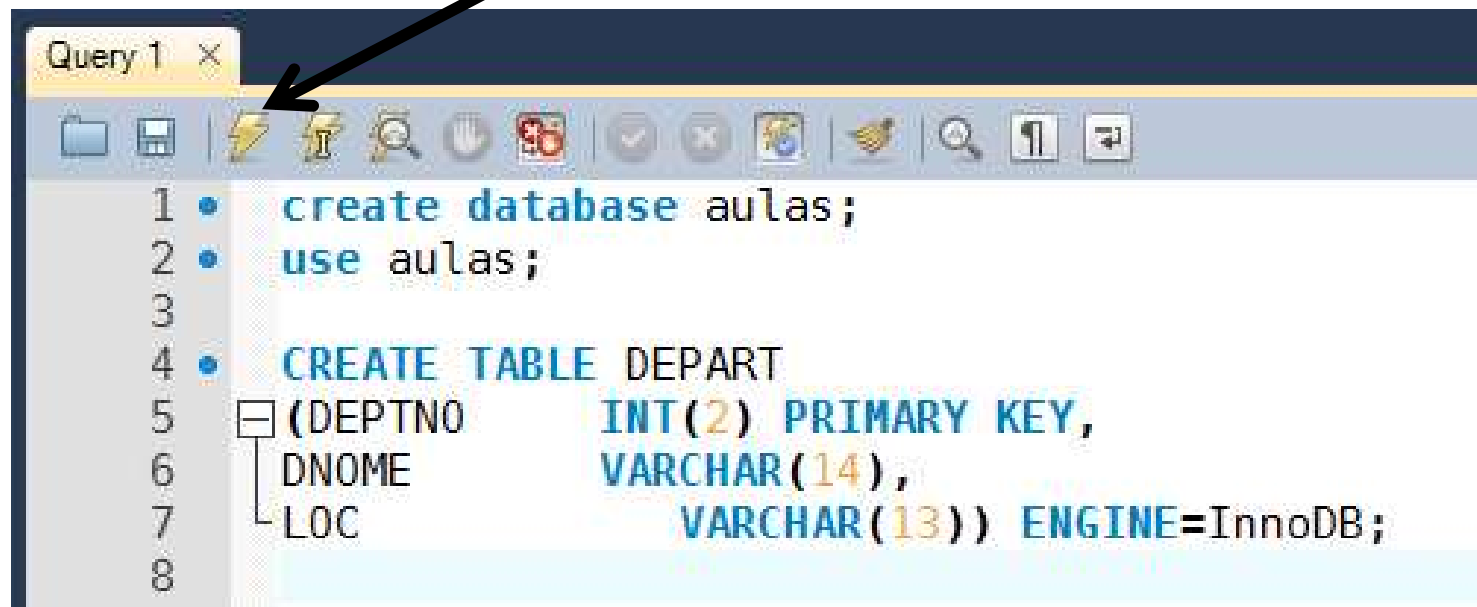 Query 1 ×
1 create database aulas;
2 use aulas;
3
4 CREATE TABLE DEPART
5 (DEPTNO INT(2) PRIMARY KEY,
6 DNOME VARCHAR(14),
7 LOC VARCHAR(13)) ENGINE=InnoDB;
8